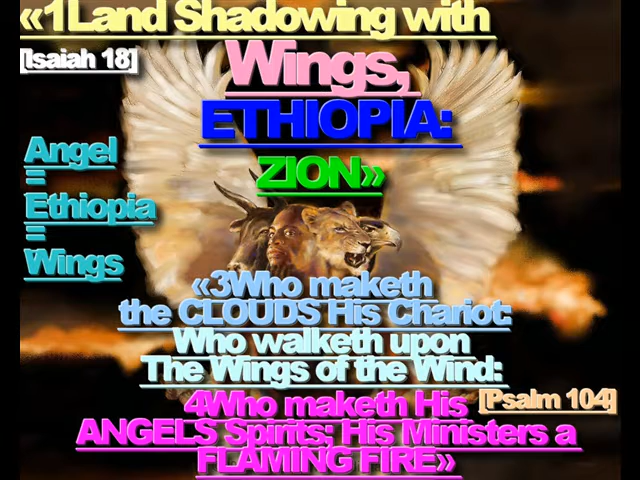 «1Land Shadowing with
[Isaiah 18]
Wings,
ETHIOPIA:
ZION»
Angel
=
Ethiopia
=
Wings
«3Who maketh
the CLOUDS His Chariot:
Who walketh upon
The Wings of the Wind:
4Who maketh His
[Psalm 104]
ANGELS Spirits; His Ministers a
FLAMING FIRE»